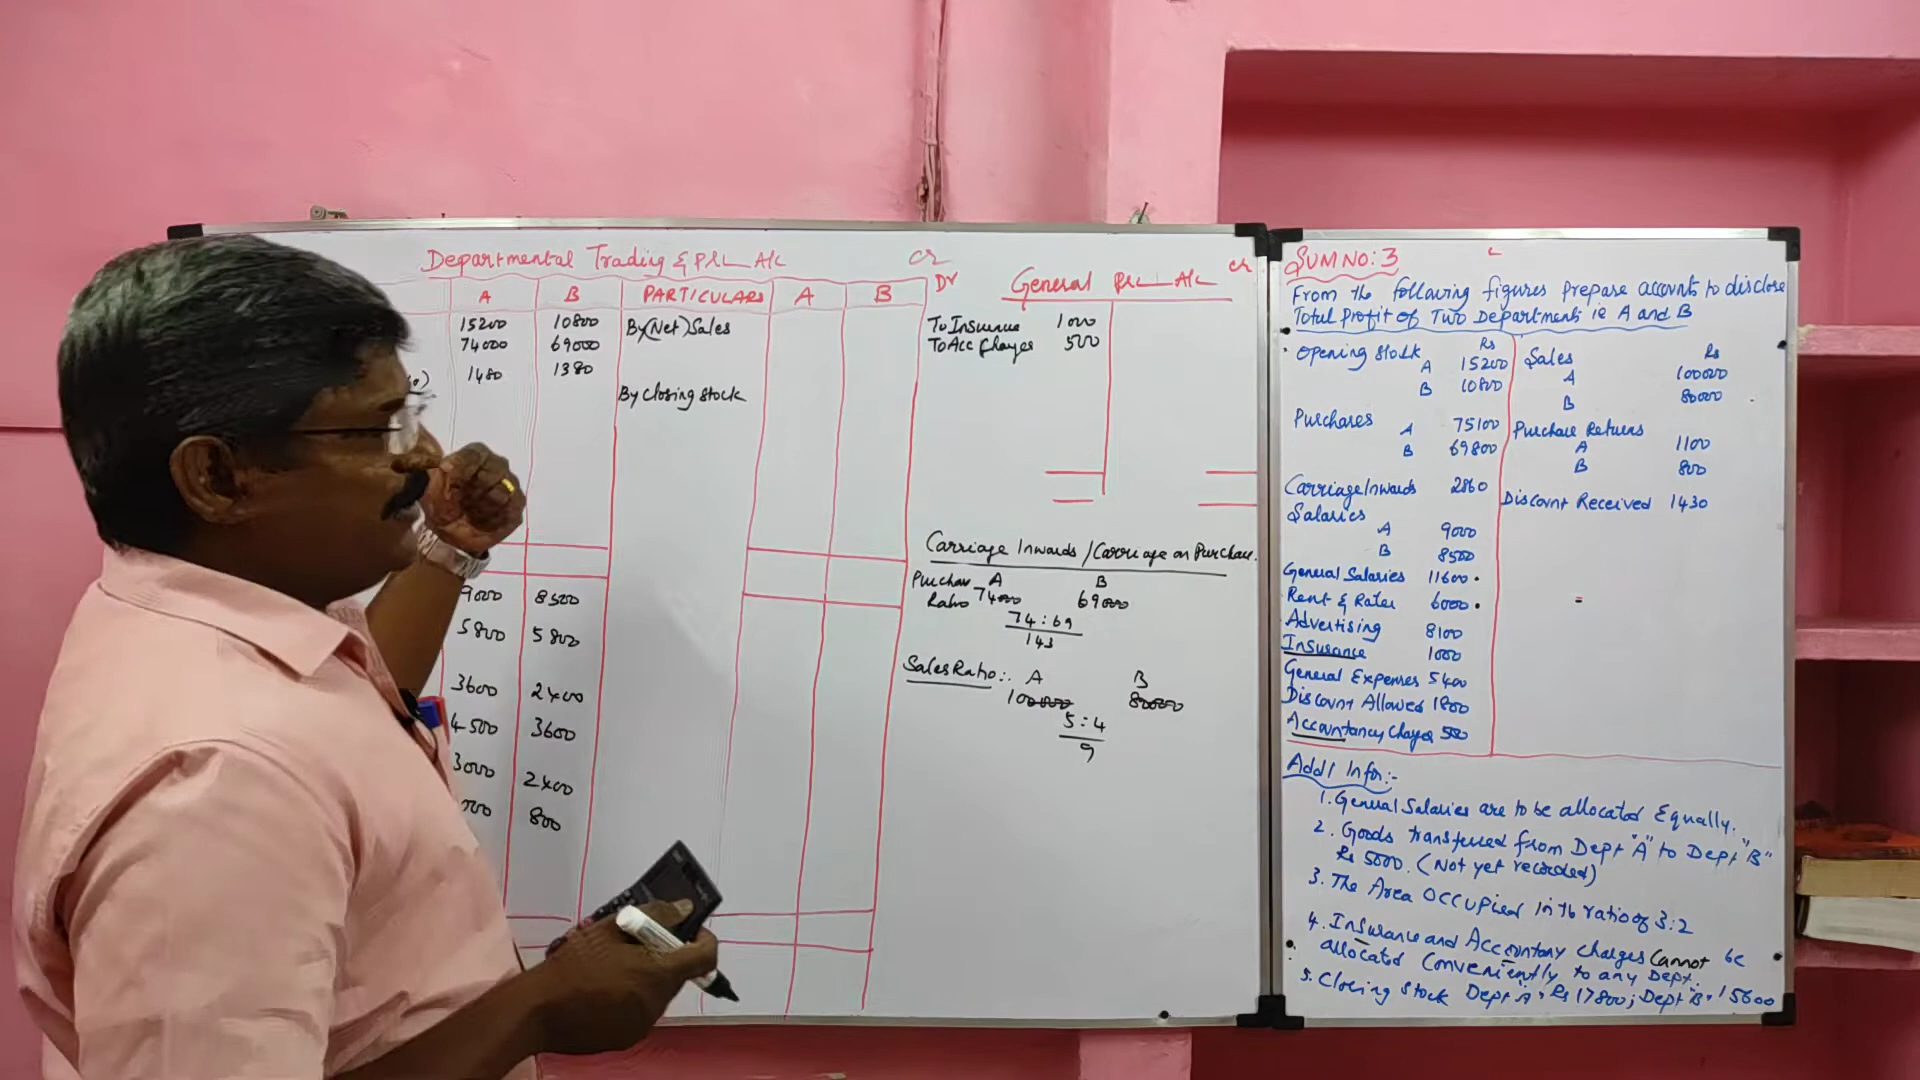 Departmental Trading & P&L A/c
Cr
A B PARTICULARS A B
15200 10800 By (Net) Sales
74000 69000
1480 1380
By Closing Stock
9000 8500
5800 5800
3600 2400
4500 3600
3000 2400
800
Dr General P&L A/c Cr
To Insurance 1000
To Acc Charges 500
Carriage Inwards / Carriage on Purchase.
Purchase A B
Ratio 74000 69000
74 : 69
143
Sales Ratio :. A B
100000 80000
5 : 4
9
SUM NO: 3
From the following figures prepare accounts to disclose
Total Profit of Two Departments ie A and B
Rs
Opening Stock
A 15200
B 10800
Purchases
A 75100
B 69800
Carriage Inwards 2860
Salaries
A 9000
B 8500
General Salaries 11600
Rent & Rates 6000
Advertising 8100
Insurance 1000
General Expenses 5400
Discount Allowed 1800
Accountancy Charges 500
Sales Rs
A 100000
B 80000
Purchase Returns
A 1100
B 800
Discount Received 1430
Addl Infor:-
1. General Salaries are to be allocated Equally.
2. Goods transferred from Dept "A" to Dept "B"
Rs 5000. (Not yet recorded)
3. The Area Occupied in the ratio of 3:2
4. Insurance and Accountancy Charges Cannot be
allocated Conveniently to any Dept.
5. Closing Stock Dept "A" Rs 17800; Dept "B" 15600